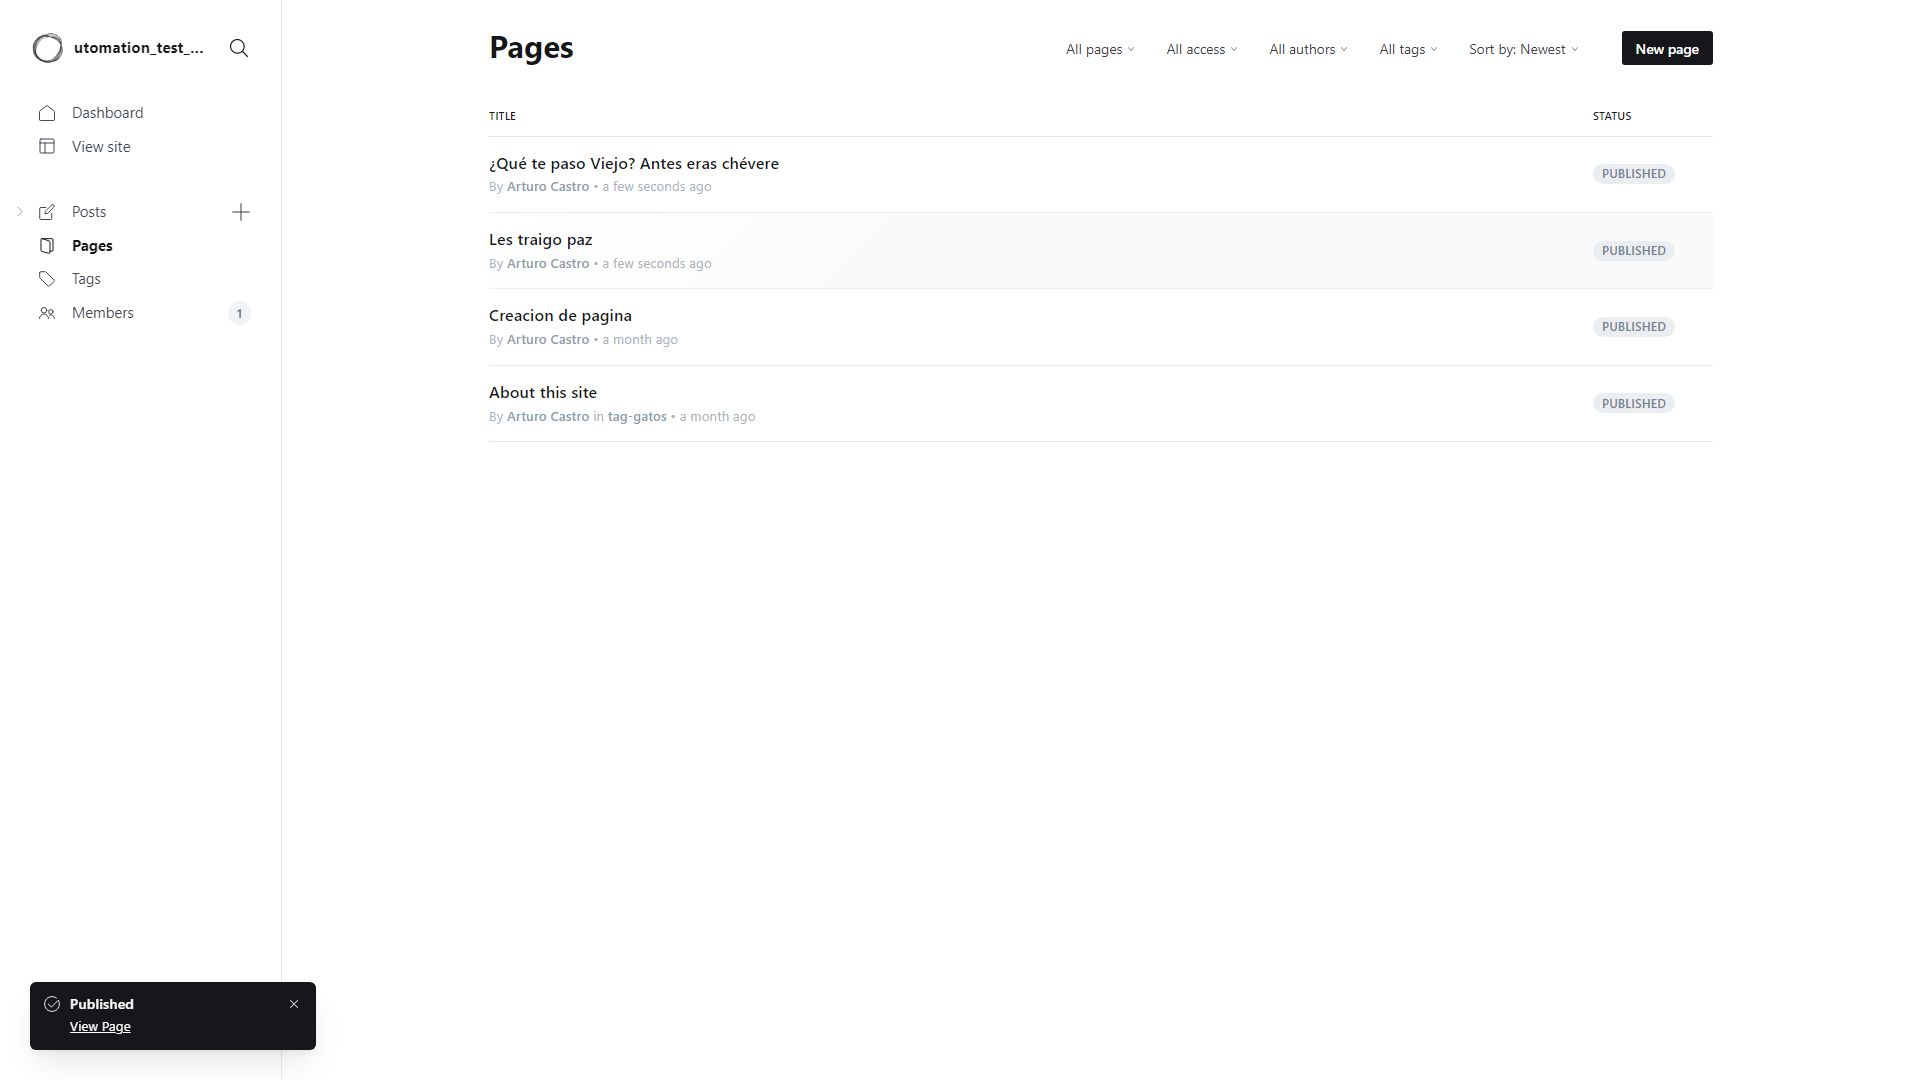 utomation_test_...
Dashboard
View site
Posts
Pages
Tags
Members 1
Pages
All pages All access All authors All tags Sort by: Newest New page
TITLE STATUS
¿Qué te paso Viejo? Antes eras chévere
By Arturo Castro • a few seconds ago
PUBLISHED
Les traigo paz
By Arturo Castro • a few seconds ago
PUBLISHED
Creacion de pagina
By Arturo Castro • a month ago
PUBLISHED
About this site
By Arturo Castro in tag-gatos • a month ago
PUBLISHED
Published
View Page